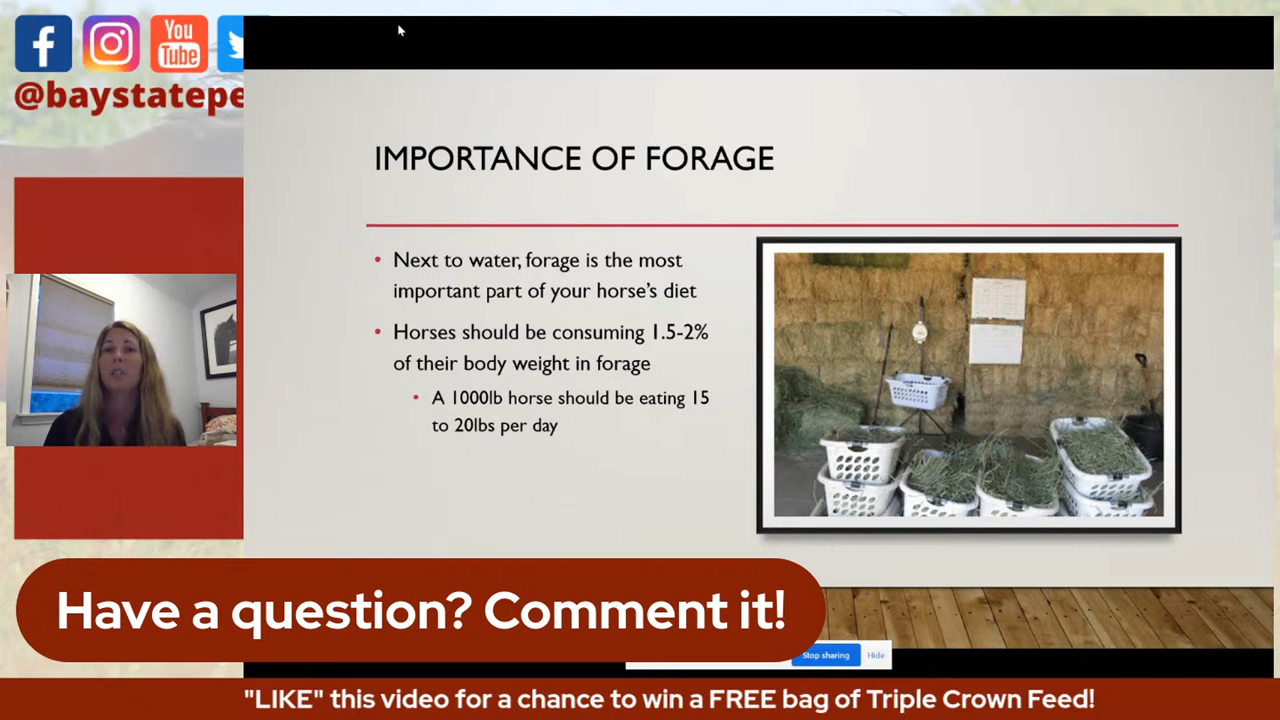 You
Tube
@baystatepe
IMPORTANCE OF FORAGE
• Next to water, forage is the most
important part of your horse's diet
• Horses should be consuming 1.5-2%
of their body weight in forage
• A 1000lb horse should be eating 15
to 20lbs per day
Have a question? Comment it!
Stop sharing Hide
"LIKE" this video for a chance to win a FREE bag of Triple Crown Feed!